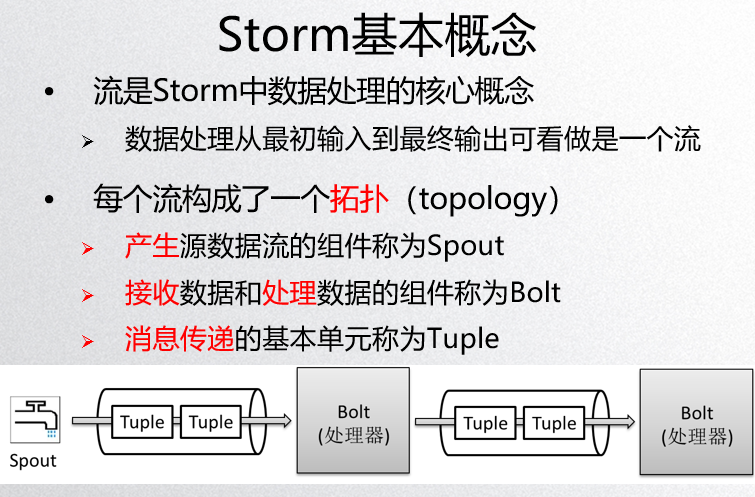 Storm基本概念
• 流是Storm中数据处理的核心概念
➢ 数据处理从最初输入到最终输出可看做是一个流
• 每个流构成了一个拓扑（topology）
➢ 产生源数据流的组件称为Spout
➢ 接收数据和处理数据的组件称为Bolt
➢ 消息传递的基本单元称为Tuple
Spout
Tuple Tuple
Bolt
(处理器)
Tuple Tuple
Bolt
(处理器)